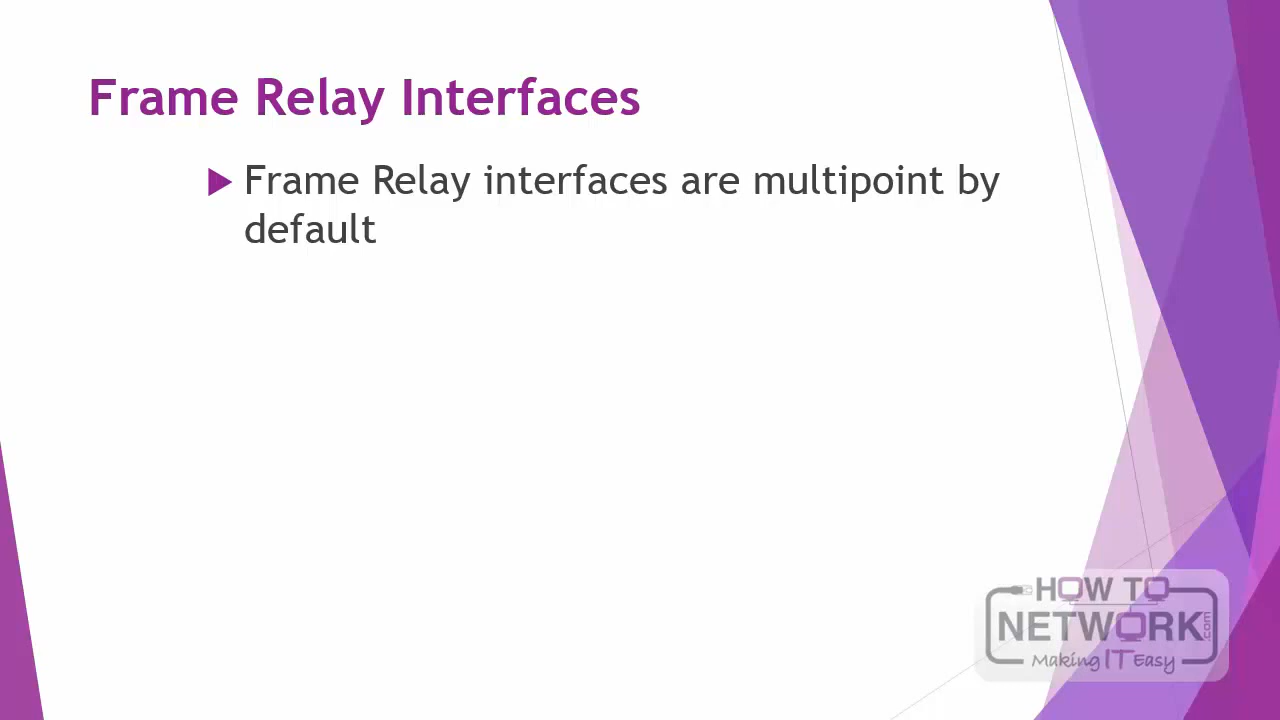 Frame Relay Interfaces
Frame Relay interfaces are multipoint by
default
HOW TO
NETWORK.com
Making IT Easy